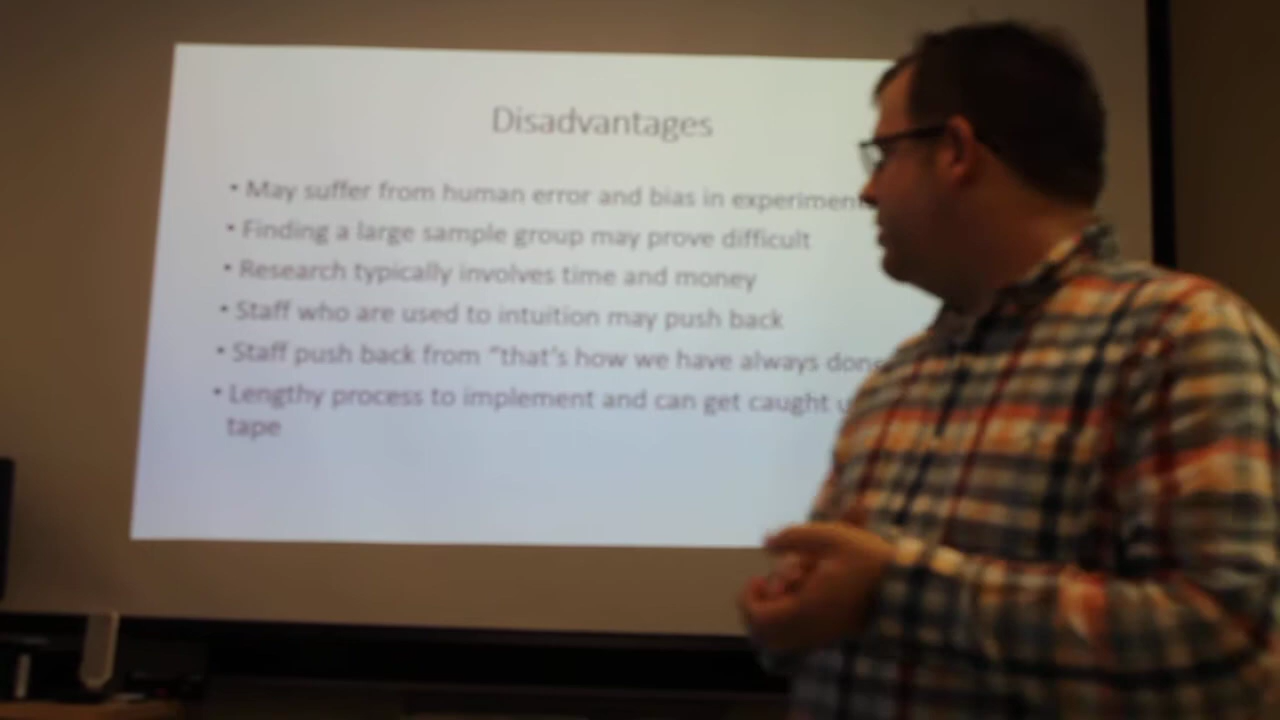 Disadvantages
• May suffer from human error and bias in experiment
• Finding a large sample group may prove difficult
• Research typically involves time and money
• Staff who are used to intuition may push back
• Staff push back from "that's how we have always done
• Lengthy process to implement and can get caught
tape